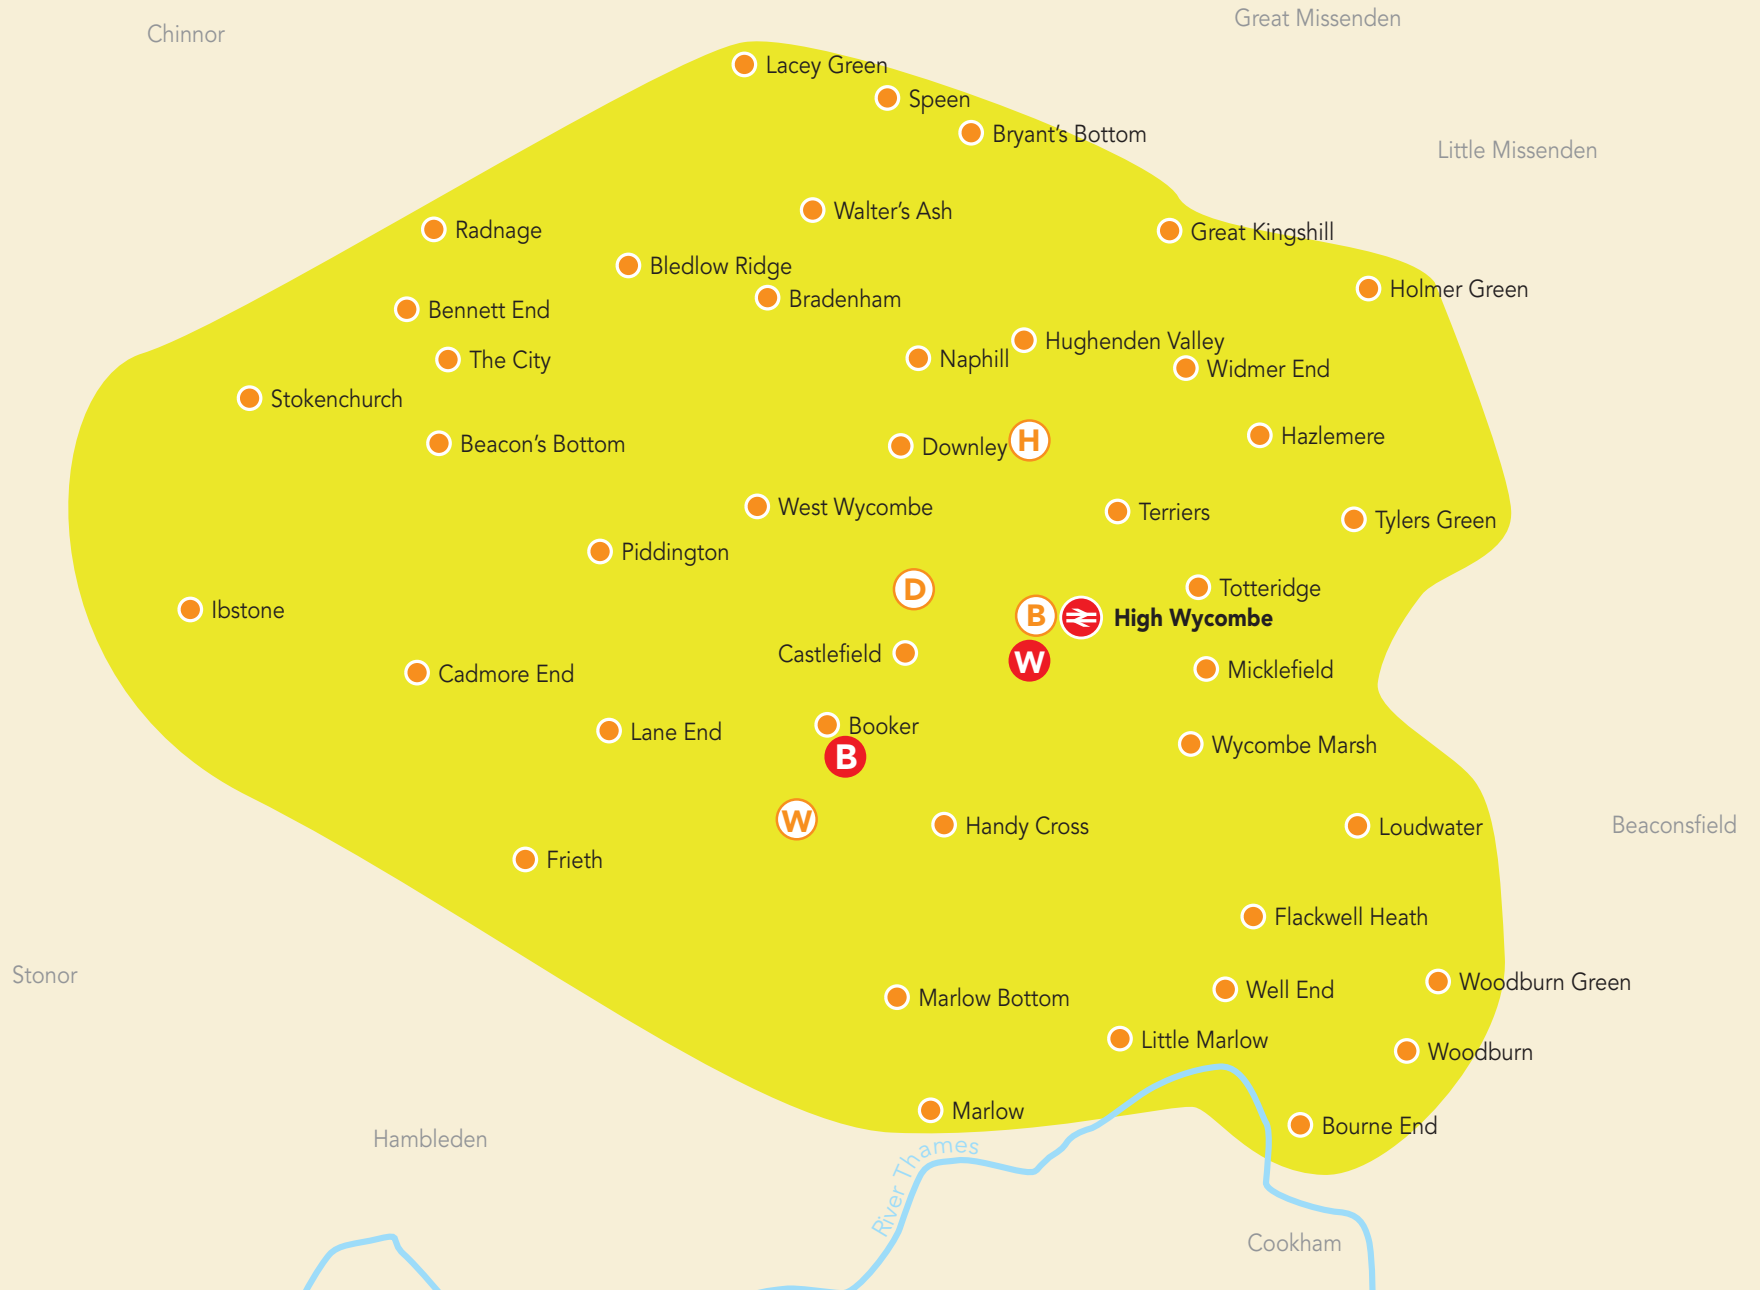 Great Missenden
Chinnor
Lacey Green
Speen
Bryant's Bottom
Little Missenden
Walter's Ash
Radnage
Great Kingshill
Bledlow Ridge
Holmer Green
Bradenham
Bennett End
Hughenden Valley
Naphill
The City
Widmer End
Stokenchurch
Hazlemere
H
Beacon's Bottom
Downley
West Wycombe
Terriers
Tylers Green
Piddington
Totteridge
D
Ibstone
B
High Wycombe
Castlefield
W
Micklefield
Cadmore End
Booker
Lane End
Wycombe Marsh
B
W
Handy Cross
Loudwater
Beaconsfield
Frieth
Flackwell Heath
Stonor
Woodburn Green
Well End
Marlow Bottom
Little Marlow
Woodburn
Marlow
Bourne End
Hambleden
River Thames
Cookham